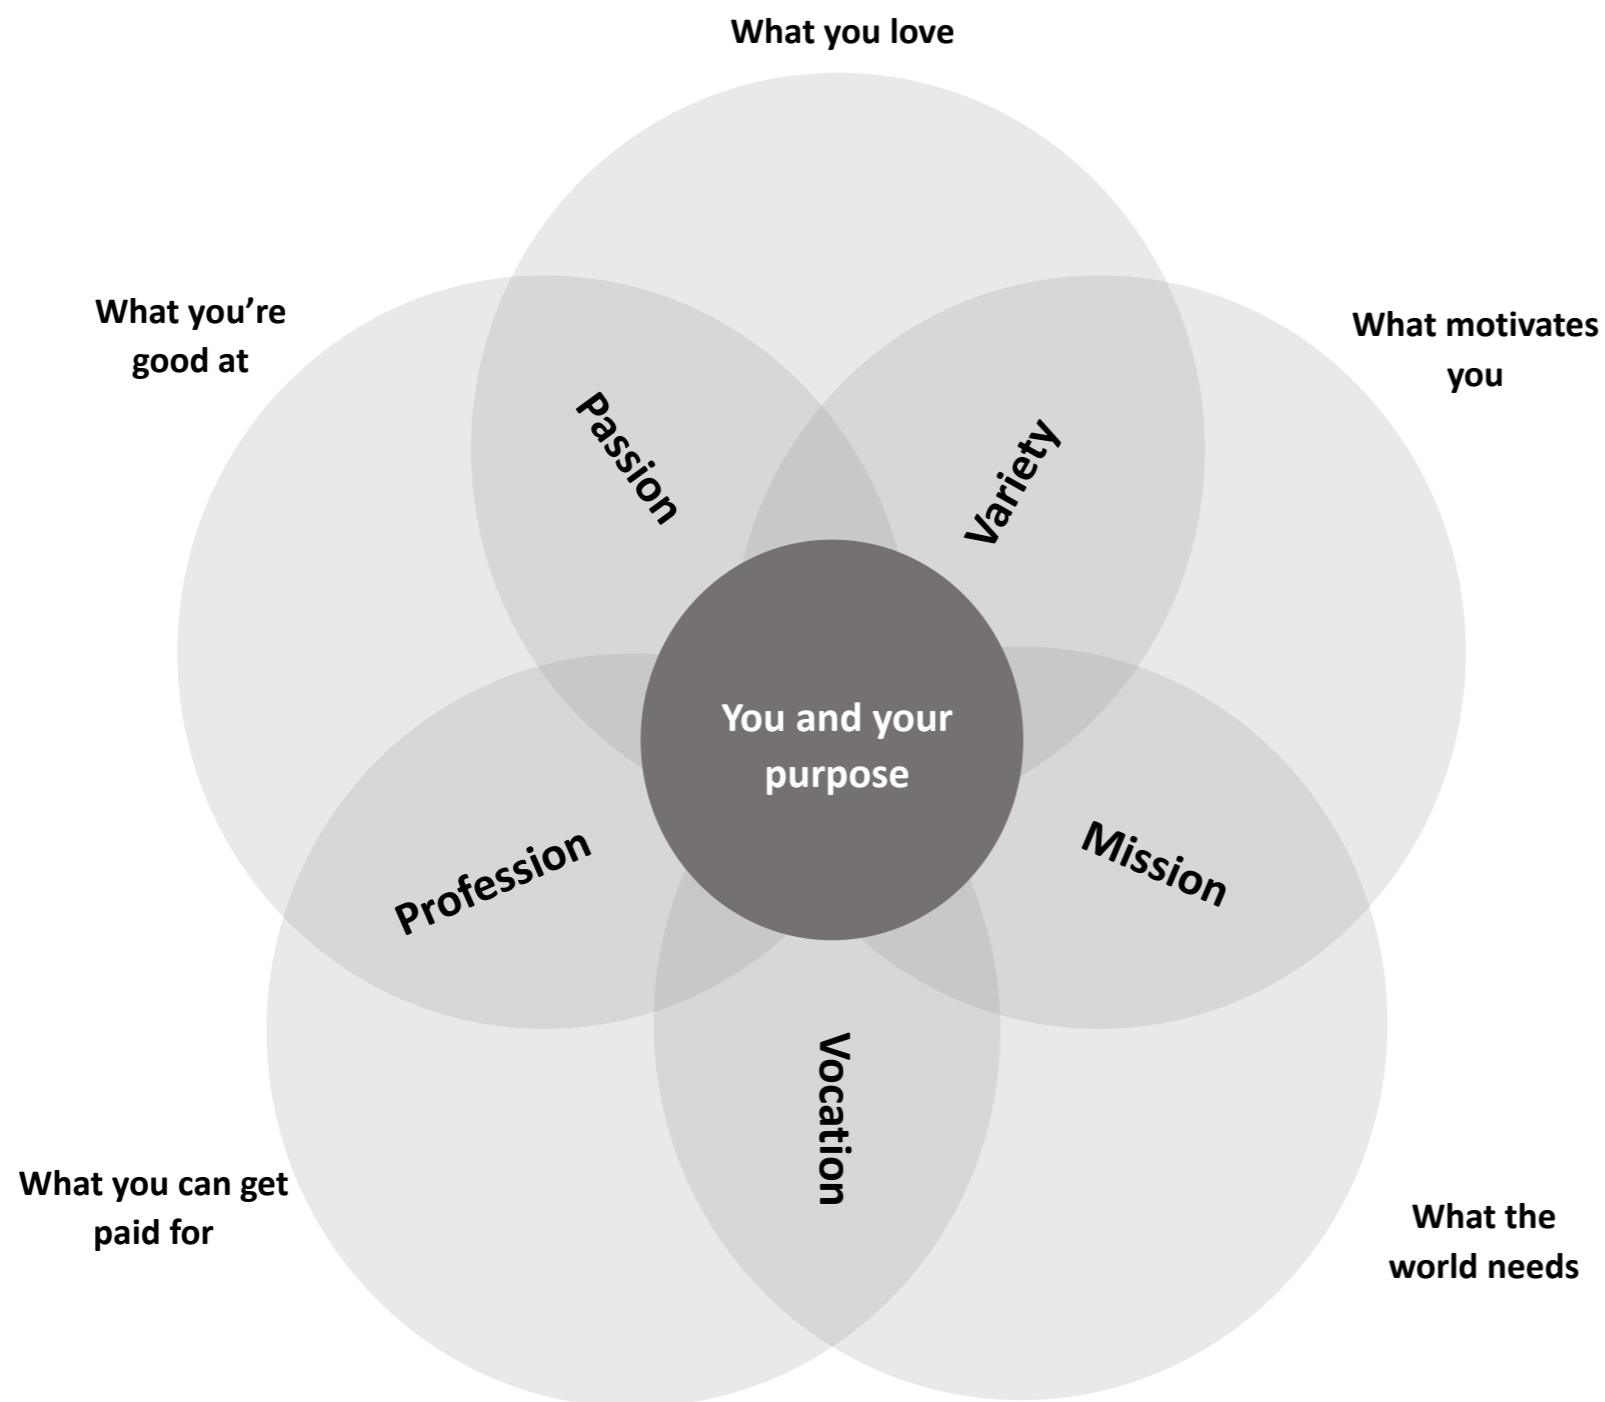 What you love
What you’re
good at
What motivates
you
Passion
Variety
You and your
purpose
Profession
Mission
Vocation
What you can get
paid for
What the
world needs